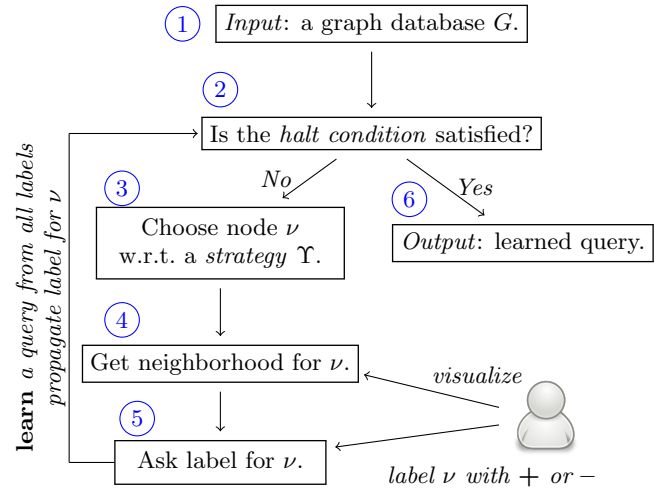 1
Input: a graph database G.
2
Is the halt condition satisfied?
No
Yes
3
Choose node ν
w.r.t. a strategy ϒ.
6
Output: learned query.
4
Get neighborhood for ν.
visualize
5
Ask label for ν.
label ν with + or −
learn a query from all labels
propagate label for ν